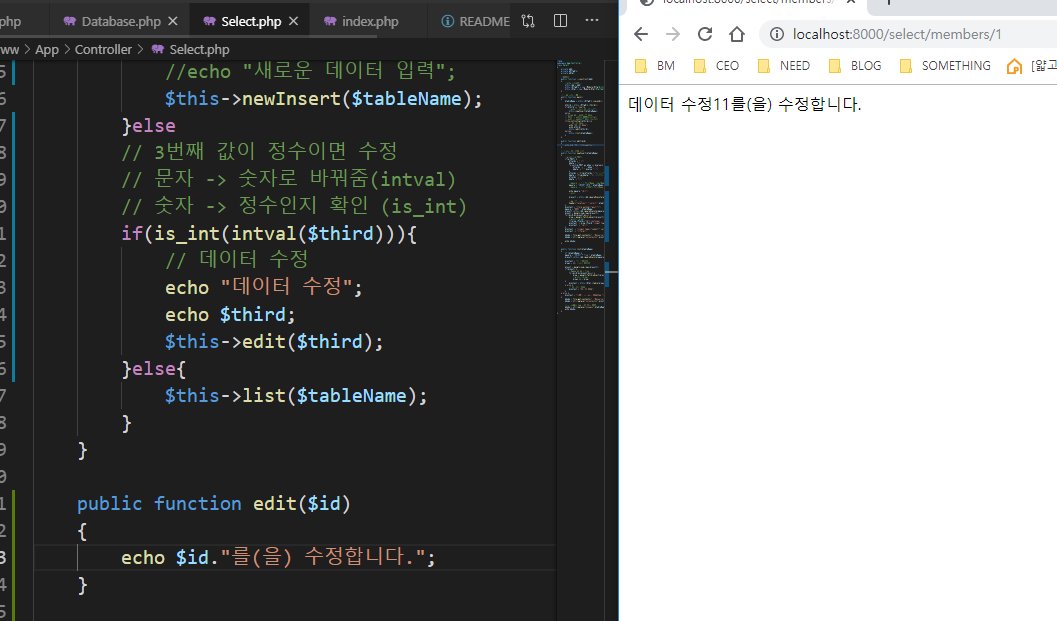 php
Database.php
Select.php
index.php
README
ww > App > Controller > Select.php
//echo "새로운 데이터 입력";
$this->newInsert($tableName);
}else
// 3번째 값이 정수이면 수정
// 문자 -> 숫자로 바꿔줌(intval)
// 숫자 -> 정수인지 확인 (is_int)
if(is_int(intval($third))){
// 데이터 수정
echo "데이터 수정";
echo $third;
$this->edit($third);
}else{
$this->list($tableName);
}
}
public function edit($id)
{
echo $id."를(을) 수정합니다.";
}
localhost:8000/select/members/1
BM
CEO
NEED
BLOG
SOMETHING
[얇고
데이터 수정11를(을) 수정합니다.